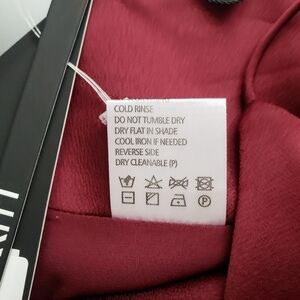 COLD RINSE
DO NOT TUMBLE DRY
DRY FLAT IN SHADE
COOL IRON IF NEEDED
REVERSE SIDE
DRY CLEANABLE (P)
P